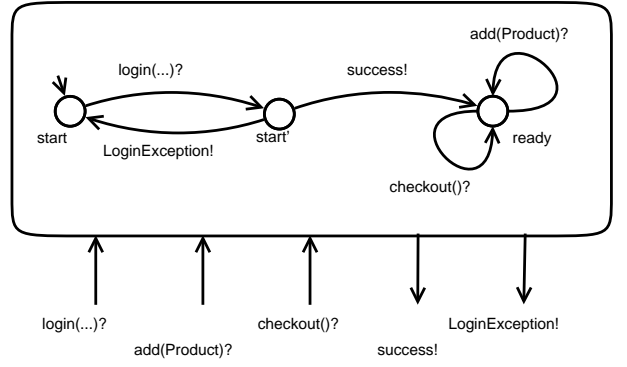 add(Product)?
login(...)?
success!
start
start'
ready
LoginException!
checkout()?
login(...)?
checkout()?
LoginException!
add(Product)?
success!